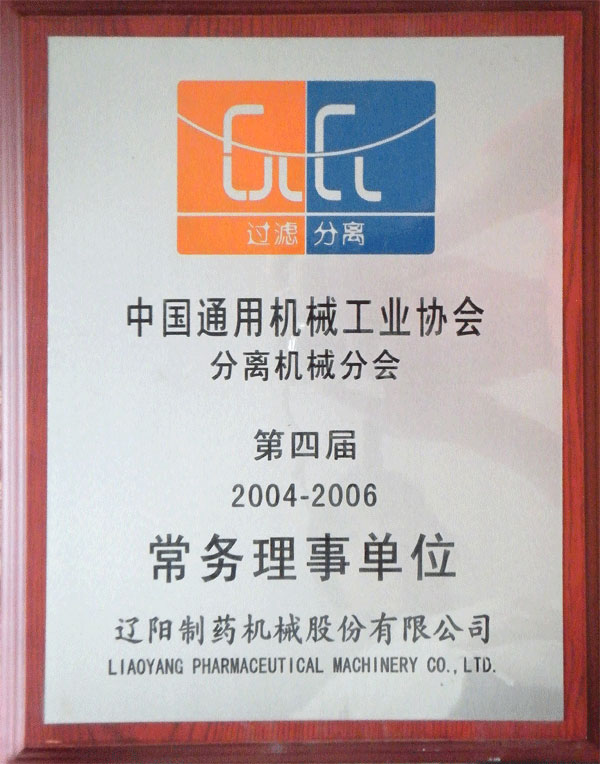 过滤 分离
中国通用机械工业协会
分离机械分会
第四届
2004-2006
常务理事单位
辽阳制药机械股份有限公司
LIAOYANG PHARMACEUTICAL MACHINERY CO.,LTD.